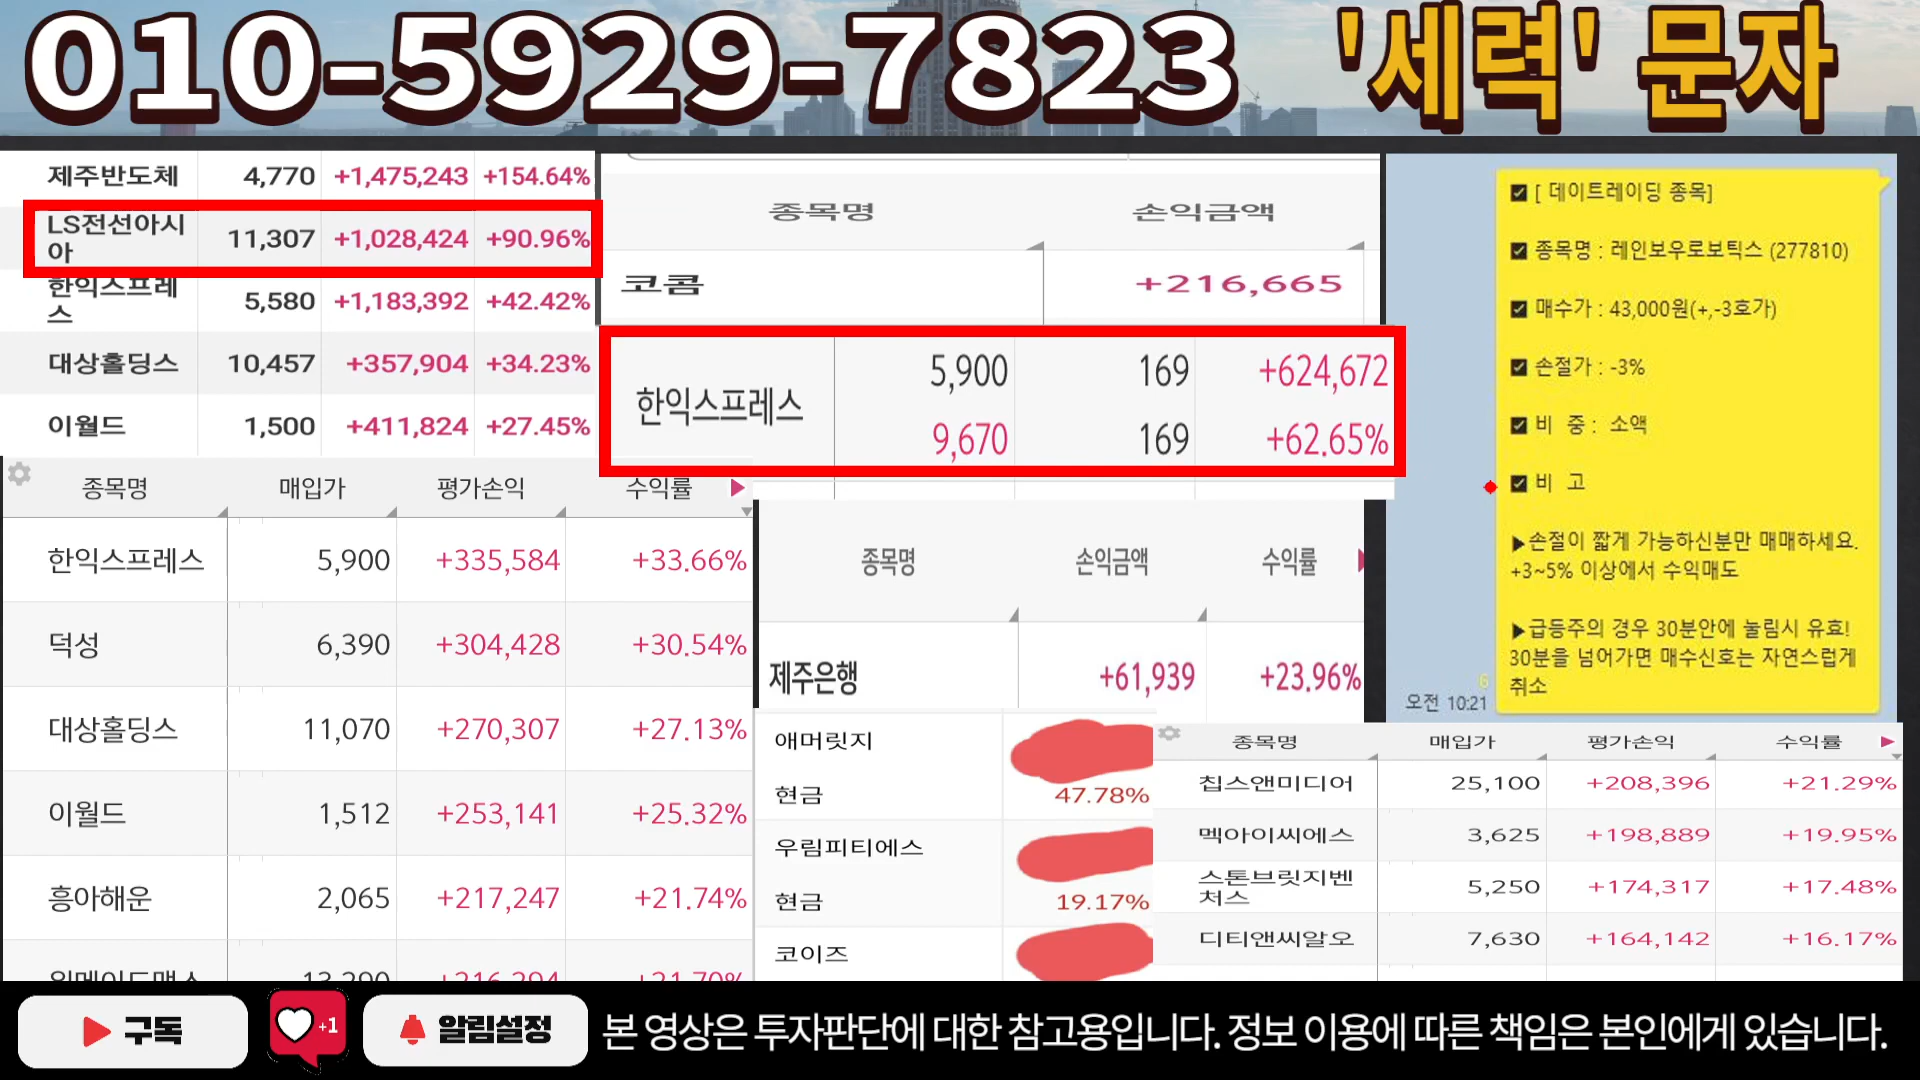 010-5929-7823 '세력' 문자
제주반도체 4,770 +1,475,243 +154.64%
LS전선아시아 11,307 +1,028,424 +90.96%
한익스프레스 5,580 +1,183,392 +42.42%
대상홀딩스 10,457 +357,904 +34.23%
이월드 1,500 +411,824 +27.45%
종목명 손익금액
코콤 +216,665
한익스프레스 5,900 169 +624,672
9,670 169 +62.65%
[ 데이트레이딩 종목]
종목명 : 레인보우로보틱스 (277810)
매수가 : 43,000원(+,-3호가)
손절가 : -3%
비 중 : 소액
비 고
▶손절이 짧게 가능하신분만 매매하세요.
+3~5% 이상에서 수익매도
▶급등주의 경우 30분안에 눌림시 유효!
30분을 넘어가면 매수신호는 자연스럽게
취소
6
오전 10:21
종목명 매입가 평가손익 수익률
한익스프레스 5,900 +335,584 +33.66%
덕성 6,390 +304,428 +30.54%
대상홀딩스 11,070 +270,307 +27.13%
이월드 1,512 +253,141 +25.32%
흥아해운 2,065 +217,247 +21.74%
종목명 손익금액 수익률
제주은행 +61,939 +23.96%
애머릿지
현금 47.78%
우림피티에스
현금 19.17%
코이즈
종목명 매입가 평가손익 수익률
칩스앤미디어 25,100 +208,396 +21.29%
멕아이씨에스 3,625 +198,889 +19.95%
스톤브릿지벤처스 5,250 +174,317 +17.48%
디티앤씨알오 7,630 +164,142 +16.17%
구독 +1 알림설정 본 영상은 투자판단에 대한 참고용입니다. 정보 이용에 따른 책임은 본인에게 있습니다.